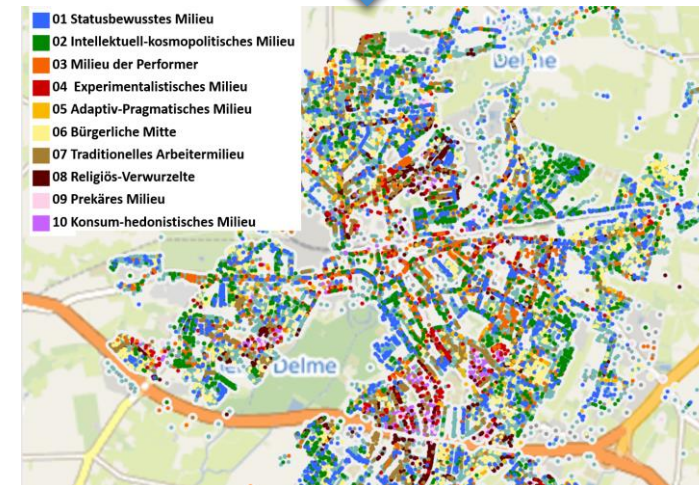 01 Statusbewusstes Milieu
02 Intellektuell-kosmopolitisches Milieu
03 Milieu der Performer
04 Experimentalistisches Milieu
05 Adaptiv-Pragmatisches Milieu
06 Bürgerliche Mitte
07 Traditionelles Arbeitermilieu
08 Religiös-Verwurzelte
09 Prekäres Milieu
10 Konsum-hedonistisches Milieu
Delme
Delme